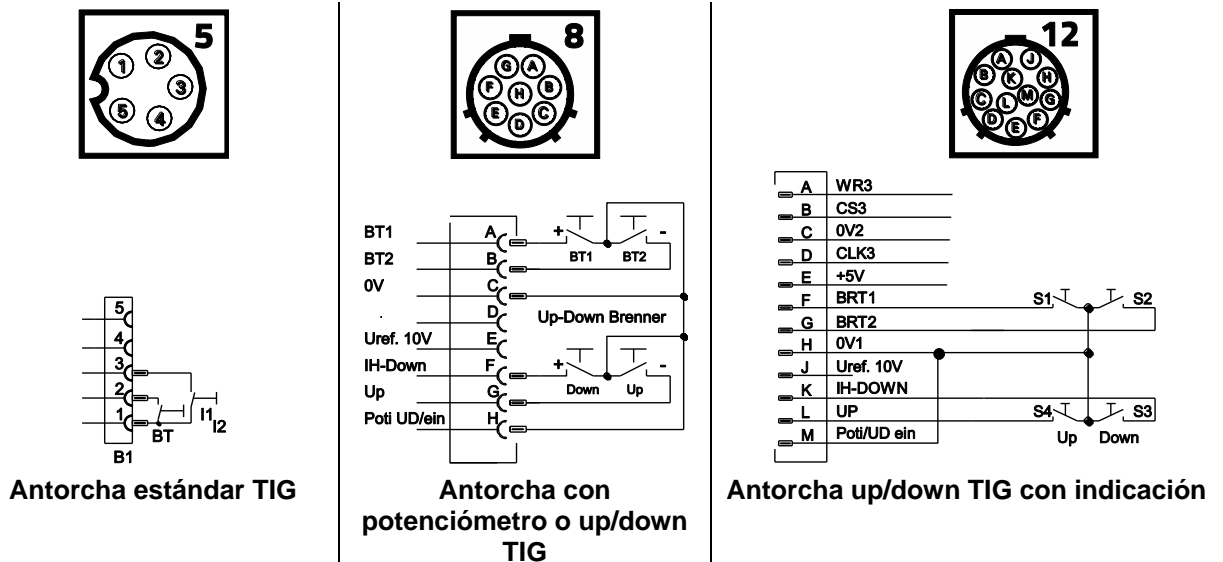 5
1
2
3
5
4
5
4
3
2
1
BT
I1
I2
B1
Antorcha estándar TIG
8
G A
F H B
E C
D
BT1
BT2
0V
.
Uref. 10V
IH-Down
Up
Poti UD/ein
A
B
C
D
E
F
G
H
+ -
BT1 BT2
Up-Down Brenner
+ -
Down Up
Antorcha con
potenciómetro o up/down
TIG
12
A J
B K H
C L M G
D E F
A WR3
B CS3
C 0V2
D CLK3
E +5V
F BRT1
G BRT2
H 0V1
J Uref. 10V
K IH-DOWN
L UP
M Poti/UD ein
S1 S2
S4 S3
Up Down
Antorcha up/down TIG con indicación